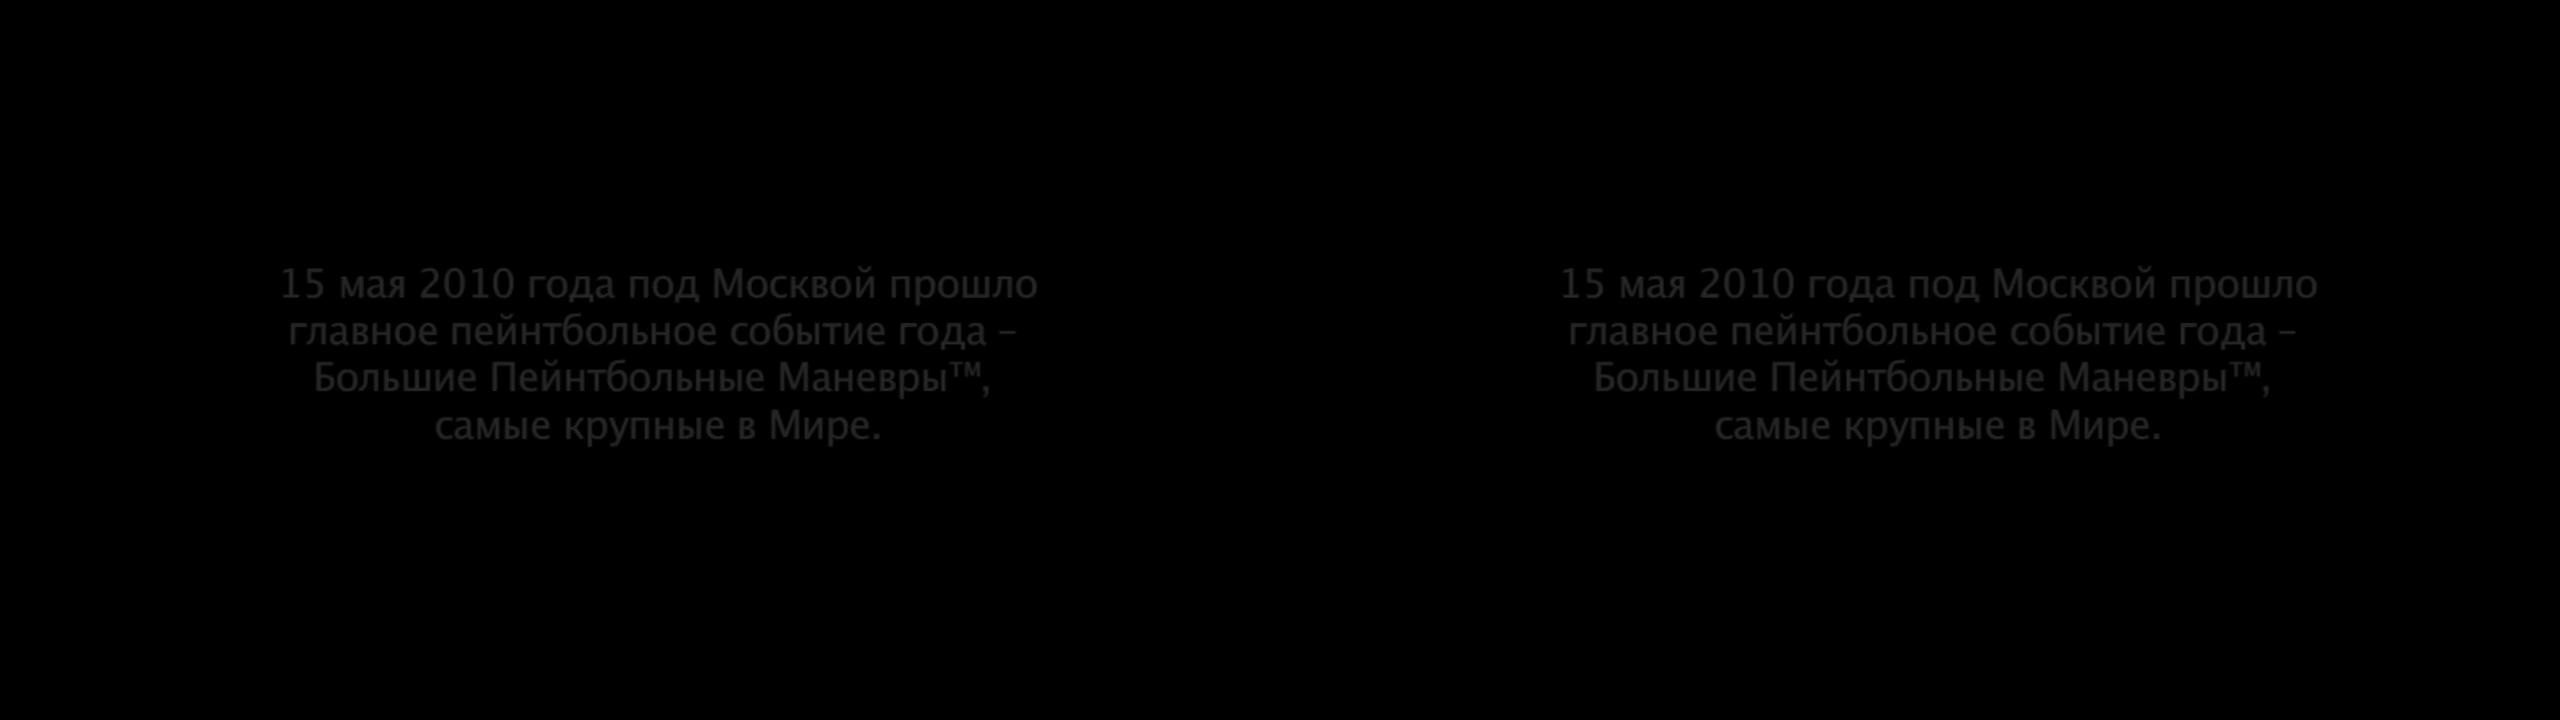 15 мая 2010 года под Москвой прошло
главное пейнтбольное событие года –
Большие Пейнтбольные Маневры™,
самые крупные в Мире.
15 мая 2010 года под Москвой прошло
главное пейнтбольное событие года –
Большие Пейнтбольные Маневры™,
самые крупные в Мире.